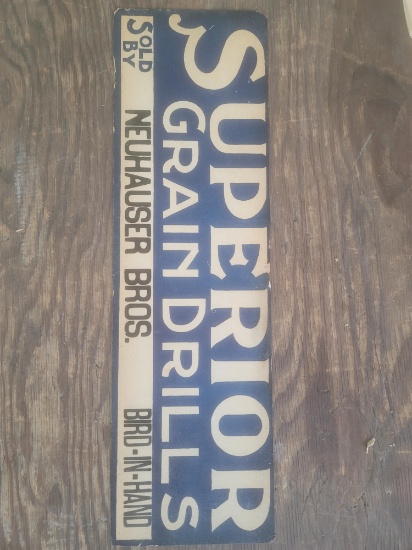 SUPERIOR
GRAIN DRILLS
SOLD BY NEUHAUSER BROS. BIRD-IN-HAND